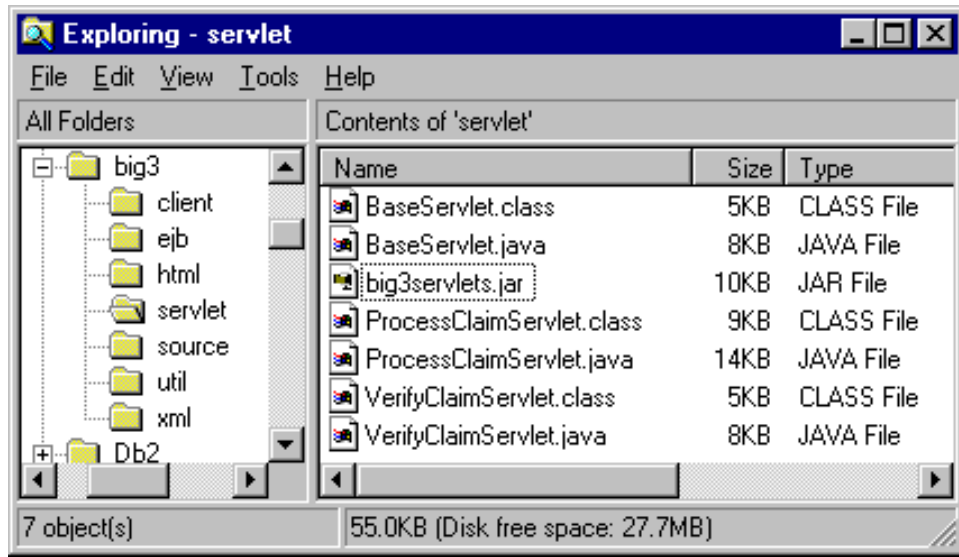 Exploring - servlet
File Edit View Tools Help
All Folders
Contents of 'servlet'
big3
client
ejb
html
servlet
source
util
xml
Db2
Name Size Type
BaseServlet.class 5KB CLASS File
BaseServlet.java 8KB JAVA File
big3servlets.jar 10KB JAR File
ProcessClaimServlet.class 9KB CLASS File
ProcessClaimServlet.java 14KB JAVA File
VerifyClaimServlet.class 5KB CLASS File
VerifyClaimServlet.java 8KB JAVA File
7 object(s)
55.0KB (Disk free space: 27.7MB)